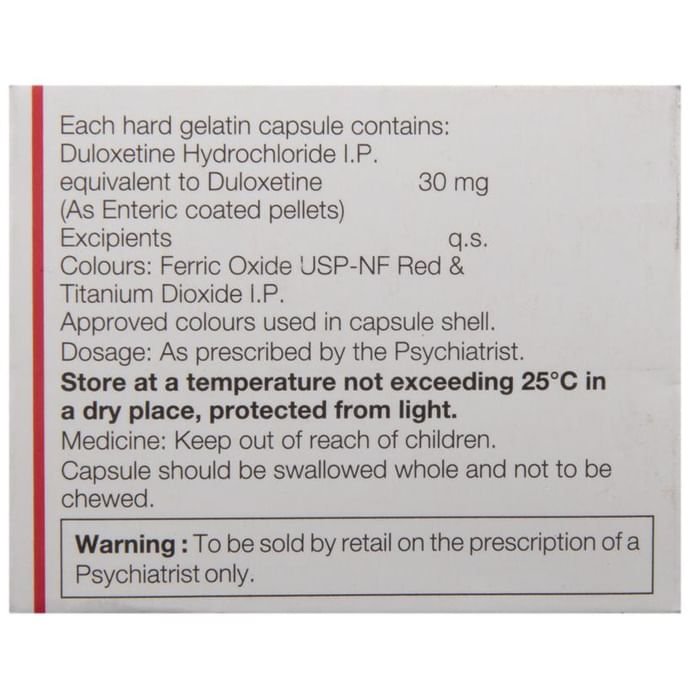 Each hard gelatin capsule contains:
Duloxetine Hydrochloride I.P.
equivalent to Duloxetine 30 mg
(As Enteric coated pellets)
Excipients q.s.
Colours: Ferric Oxide USP-NF Red &
Titanium Dioxide I.P.
Approved colours used in capsule shell.
Dosage: As prescribed by the Psychiatrist.
Store at a temperature not exceeding 25°C in
a dry place, protected from light.
Medicine: Keep out of reach of children.
Capsule should be swallowed whole and not to be
chewed.
Warning : To be sold by retail on the prescription of a
Psychiatrist only.